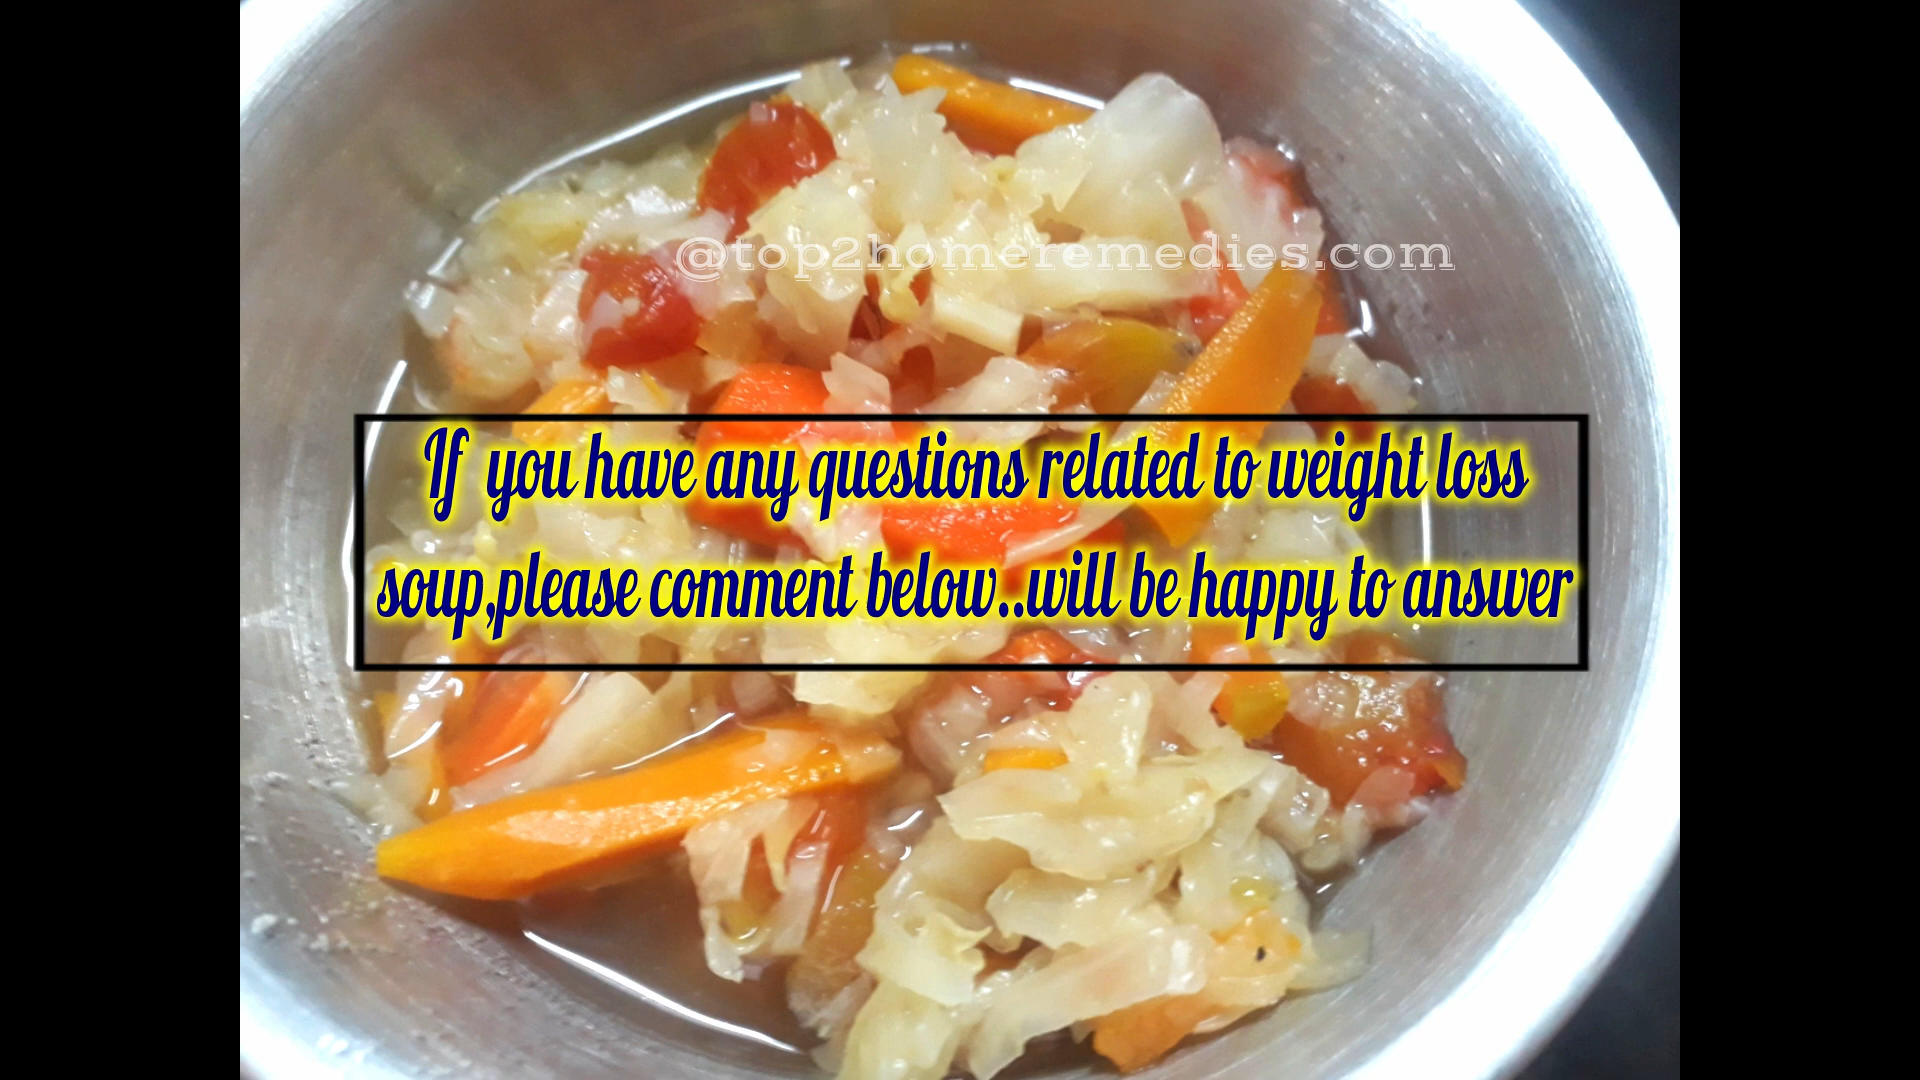 @top2homeremedies.com
If you have any questions related to weight loss
soup,please comment below..will be happy to answer